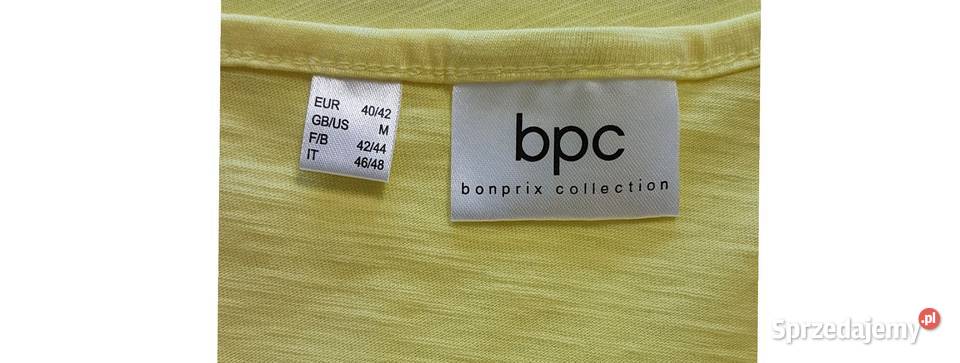 EUR 40/42
GB/US M
F/B 42/44
IT 46/48
bpc
bonprix collection
Sprzedajemy.pl